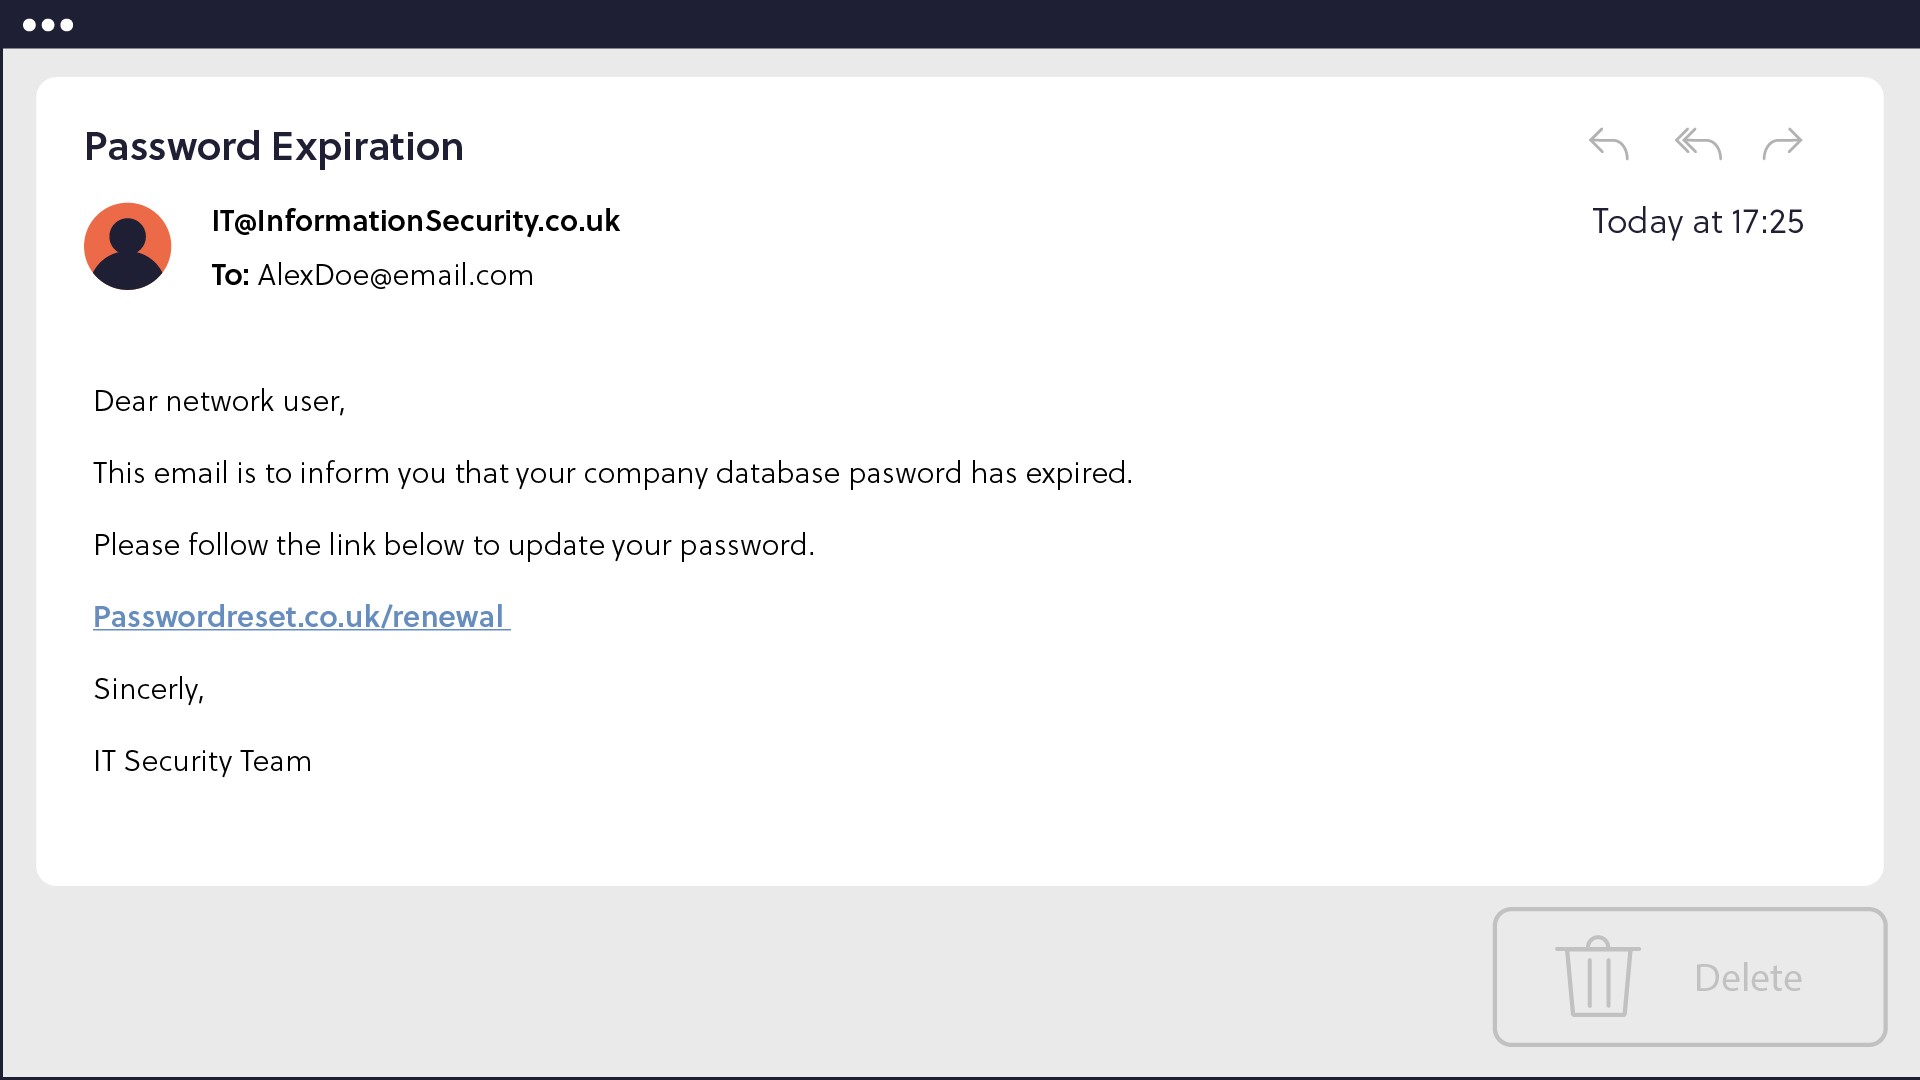 Password Expiration
IT@InformationSecurity.co.uk
Today at 17:25
To: AlexDoe@email.com
Dear network user,
This email is to inform you that your company database pasword has expired.
Please follow the link below to update your password.
Passwordreset.co.uk/renewal
Sincerly,
IT Security Team
Delete